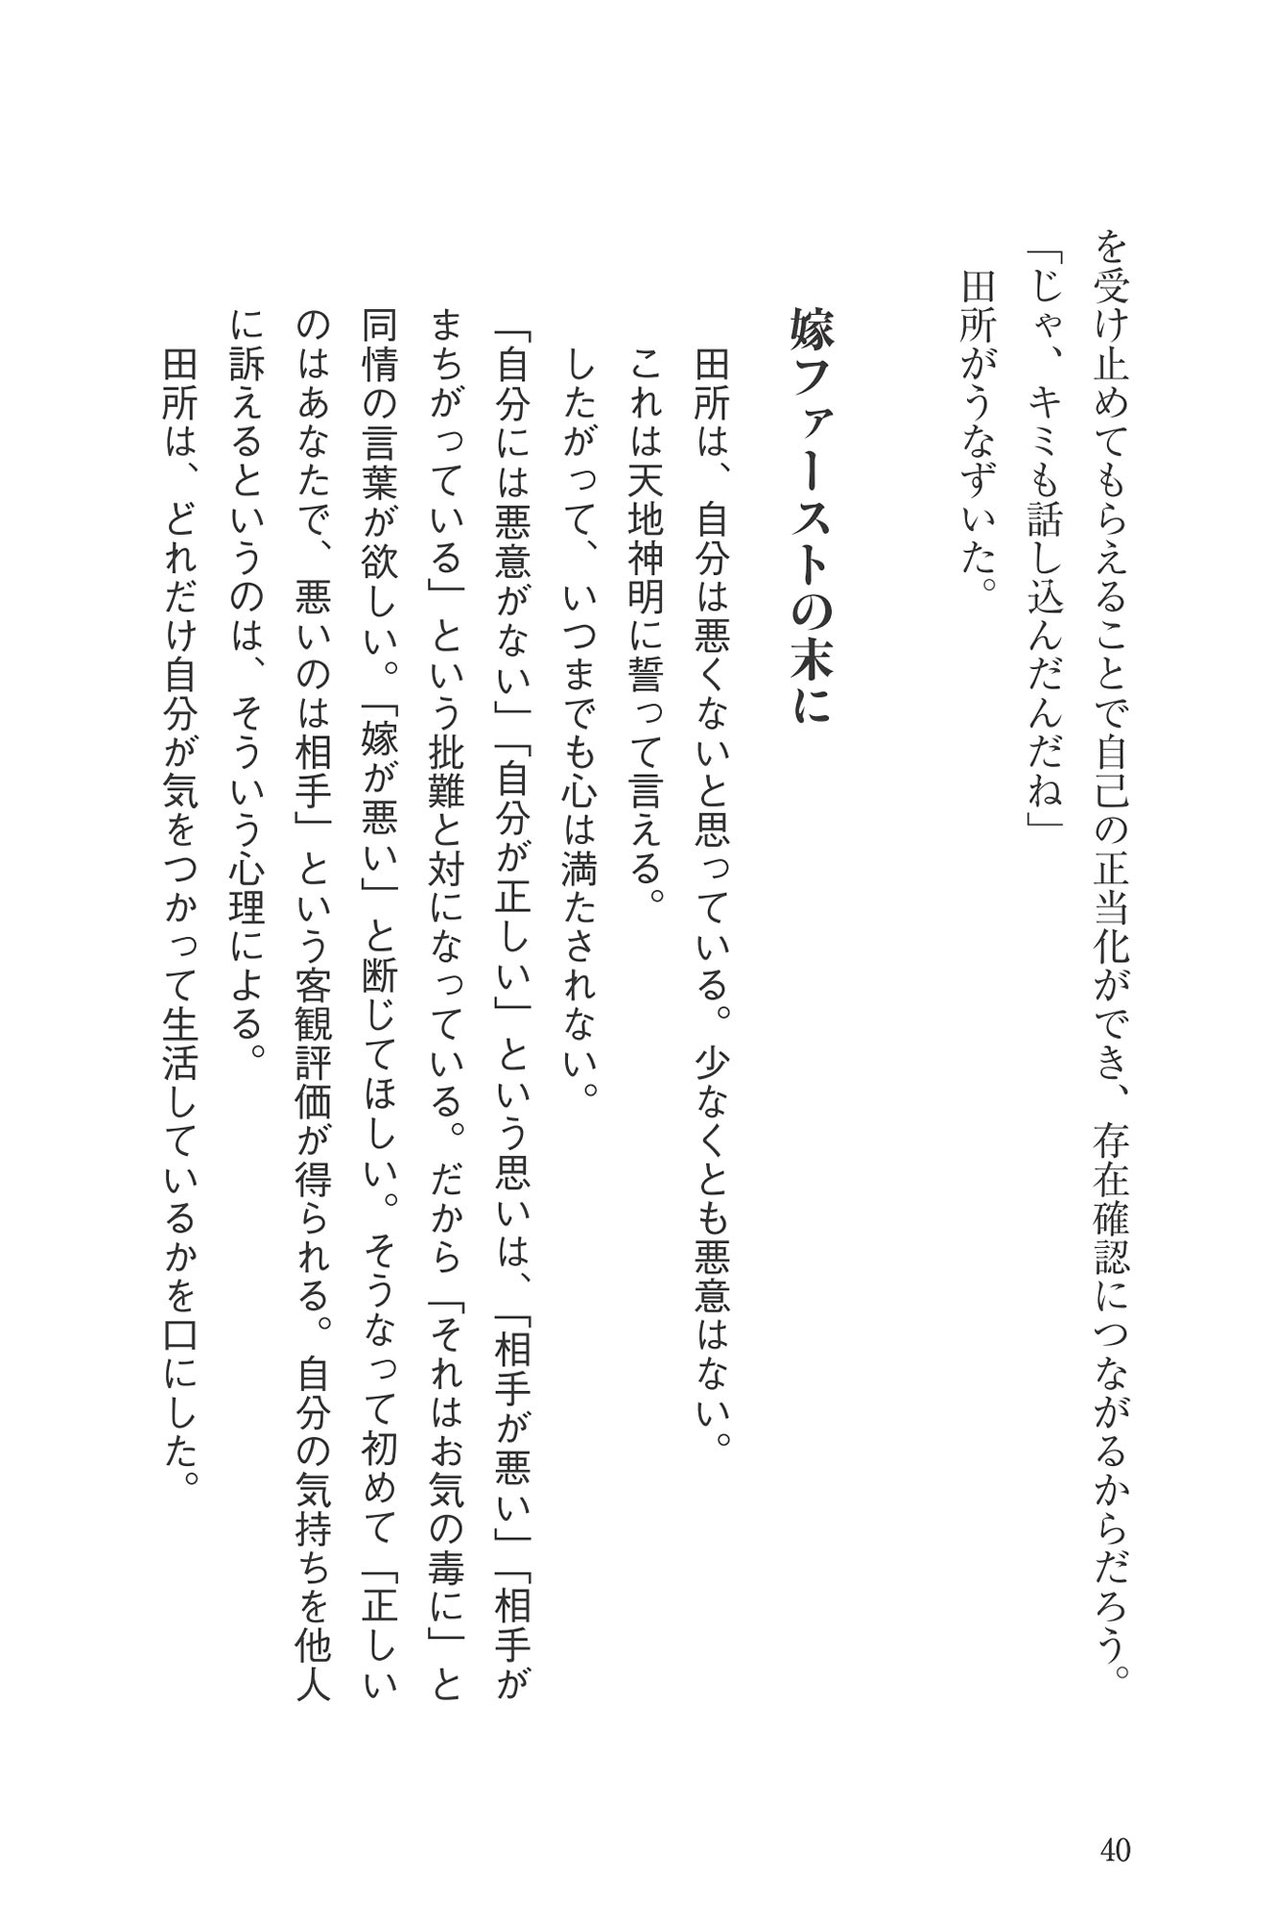 を受け止めてもらえることで自己の正当化ができ、存在確認につながるからだろう。
「じゃ、キミも話し込んだんだね」
田所がうなずいた。
嫁ファーストの末に
田所は、自分は悪くないと思っている。少なくとも悪意はない。
これは天地神明に誓って言える。
したがって、いつまでも心は満たされない。
「自分には悪意がない」「自分が正しい」という思いは、「相手が悪い」「相手が
まちがっている」という批難と対になっている。だから「それはお気の毒に」と
同情の言葉が欲しい。「嫁が悪い」と断じてほしい。そうなって初めて「正しい
のはあなたで、悪いのは相手」という客観評価が得られる。自分の気持ちを他人
に訴えるというのは、そういう心理による。
田所は、どれだけ自分が気をつかって生活しているかを口にした。
40